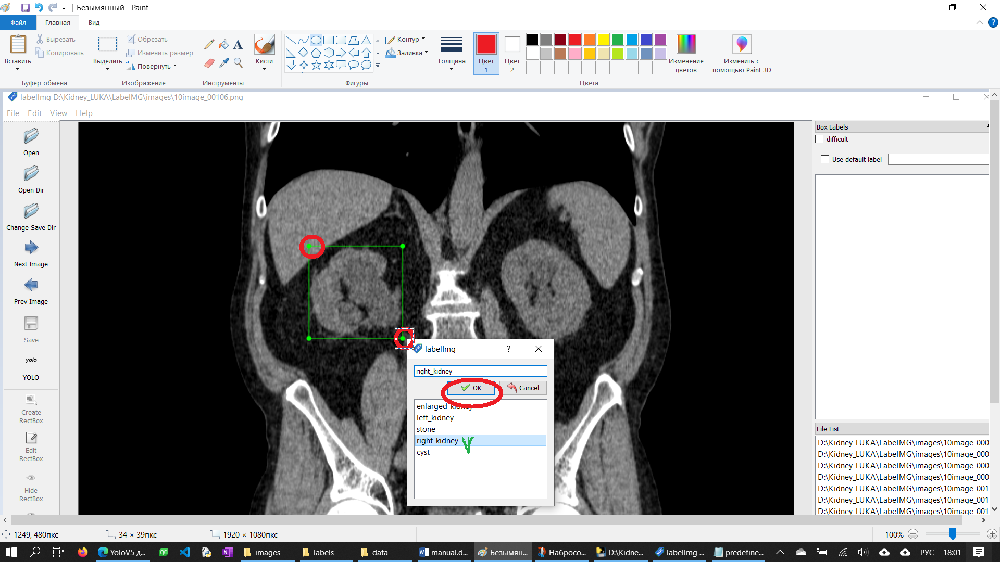 Безымянный - Paint
Файл
Главная
Вид
Вставить
Вырезать
Копировать
Буфер обмена
Выделить
Обрезать
Изменить размер
Повернуть
Изображение
A
Инструменты
Кисти
Контур
Заливка
Фигуры
Толщина
Цвет
1
Цвет
2
Изменение
цветов
Цвета
Изменить с
помощью Paint 3D
labelImg D:\Kidney_LUKA\LabelMG\images\10image_00106.png
File Edit View Help
Open
Open Dir
Change Save Dir
Next Image
Prev Image
Save
yolo
YOLO
Create
RectBox
Edit
RectBox
Hide
RectBox
labelImg
?
right_kidney
OK
Cancel
enlarged_kidney
left_kidney
stone
right_kidney
cyst
Box Labels
difficult
Use default label
File List
D:\Kidney_LUKA\LabelMG\images\10image_000
D:\Kidney_LUKA\LabelMG\images\10image_000
D:\Kidney_LUKA\LabelMG\images\10image_000
D:\Kidney_LUKA\LabelMG\images\10image_000
D:\Kidney_LUKA\LabelMG\images\10image_001
D:\Kidney_LUKA\LabelMG\images\10image_001
D:\Kidney_LUKA\LabelMG\images\10image_001
1249, 480пкс
34 × 39пкс
1920 × 1080пкс
100%
YoloV5 д...
images
labels
data
manual.d...
Безымян...
Набросо...
D:\Kidne...
labelImg ...
predefine...
РУС
18:01